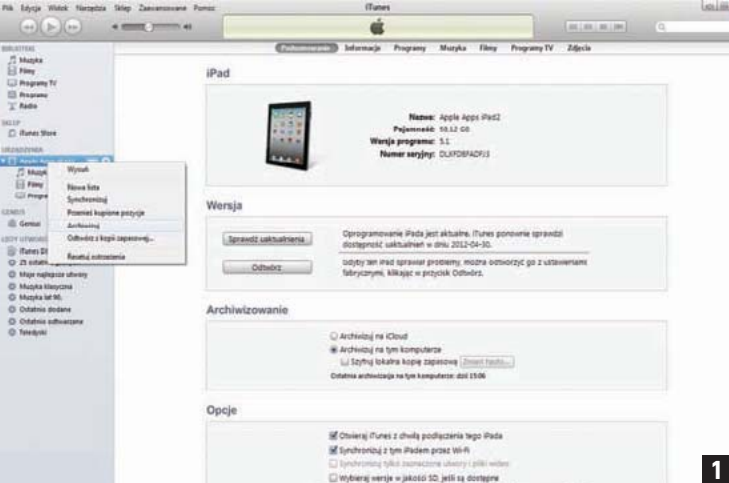 Plik Edycja Widok Narzędzia Sklep Zaawansowane Pomoc
iTunes
Podsumowanie Informacje Programy Muzyka Filmy Programy TV Zdjęcia
BIBLIOTEKA
Muzyka
Filmy
Programy TV
Programy
Radio
SKLEP
iTunes Store
URZĄDZENIA
Filmy
GENIUS
Genius
Moje najlepsze utwory
Muzyka klasyczna
Muzyka lat 90.
Ostatnio dodane
Ostatnio odtwarzane
Teledyski
Wysuń
Nowa lista
Synchronizuj
Przenieś kupione pozycje
Archiwizuj
Odtwórz z kopii zapasowej...
Resetuj ostrzeżenia
iPad
Nazwa: Apple Apps iPad2
Pojemność: 59.12 GB
Wersja programu: 5.1
Numer seryjny:
Wersja
Sprawdź uaktualnienia
Oprogramowanie iPada jest aktualne. iTunes ponownie sprawdzi
dostępność uaktualnień w dniu 2012-04-30.
Odtwórz
Gdyby ten iPad sprawiał problemy, można odtworzyć go z ustawieniami
fabrycznymi, klikając w przycisk Odtwórz.
Archiwizowanie
Archiwizuj na iCloud
Archiwizuj na tym komputerze
Szyfruj lokalną kopię zapasową Zmień hasło...
Ostatnia archiwizacja na tym komputerze: dziś 15:06
Opcje
Otwieraj iTunes z chwilą podłączenia tego iPada
Synchronizuj z tym iPadem przez Wi-Fi
Synchronizuj tylko zaznaczone utwory i pliki wideo
Wybieraj wersje w jakości SD, jeśli są dostępne
1